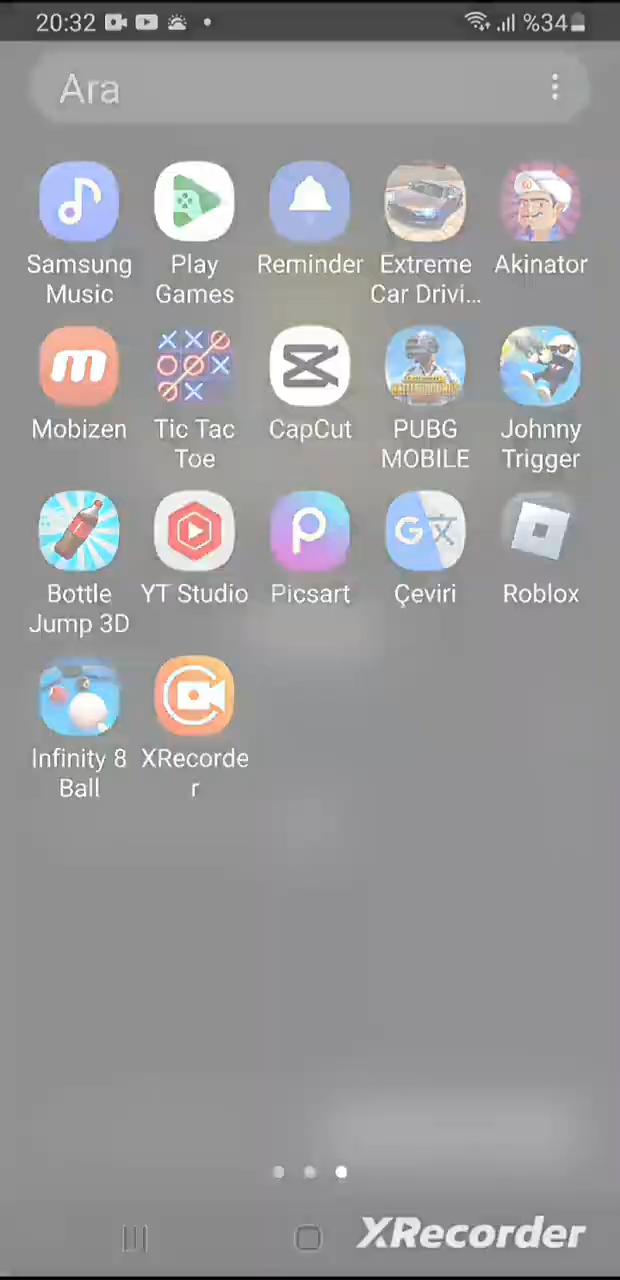 20:32 %34
Ara
Samsung Music
Play Games
Reminder
Extreme Car Drivi...
Akinator
Mobizen
Tic Tac Toe
CapCut
PUBG MOBILE
Johnny Trigger
Bottle Jump 3D
YT Studio
Picsart
Çeviri
Roblox
Infinity 8 Ball
XRecorde
r
XRecorder